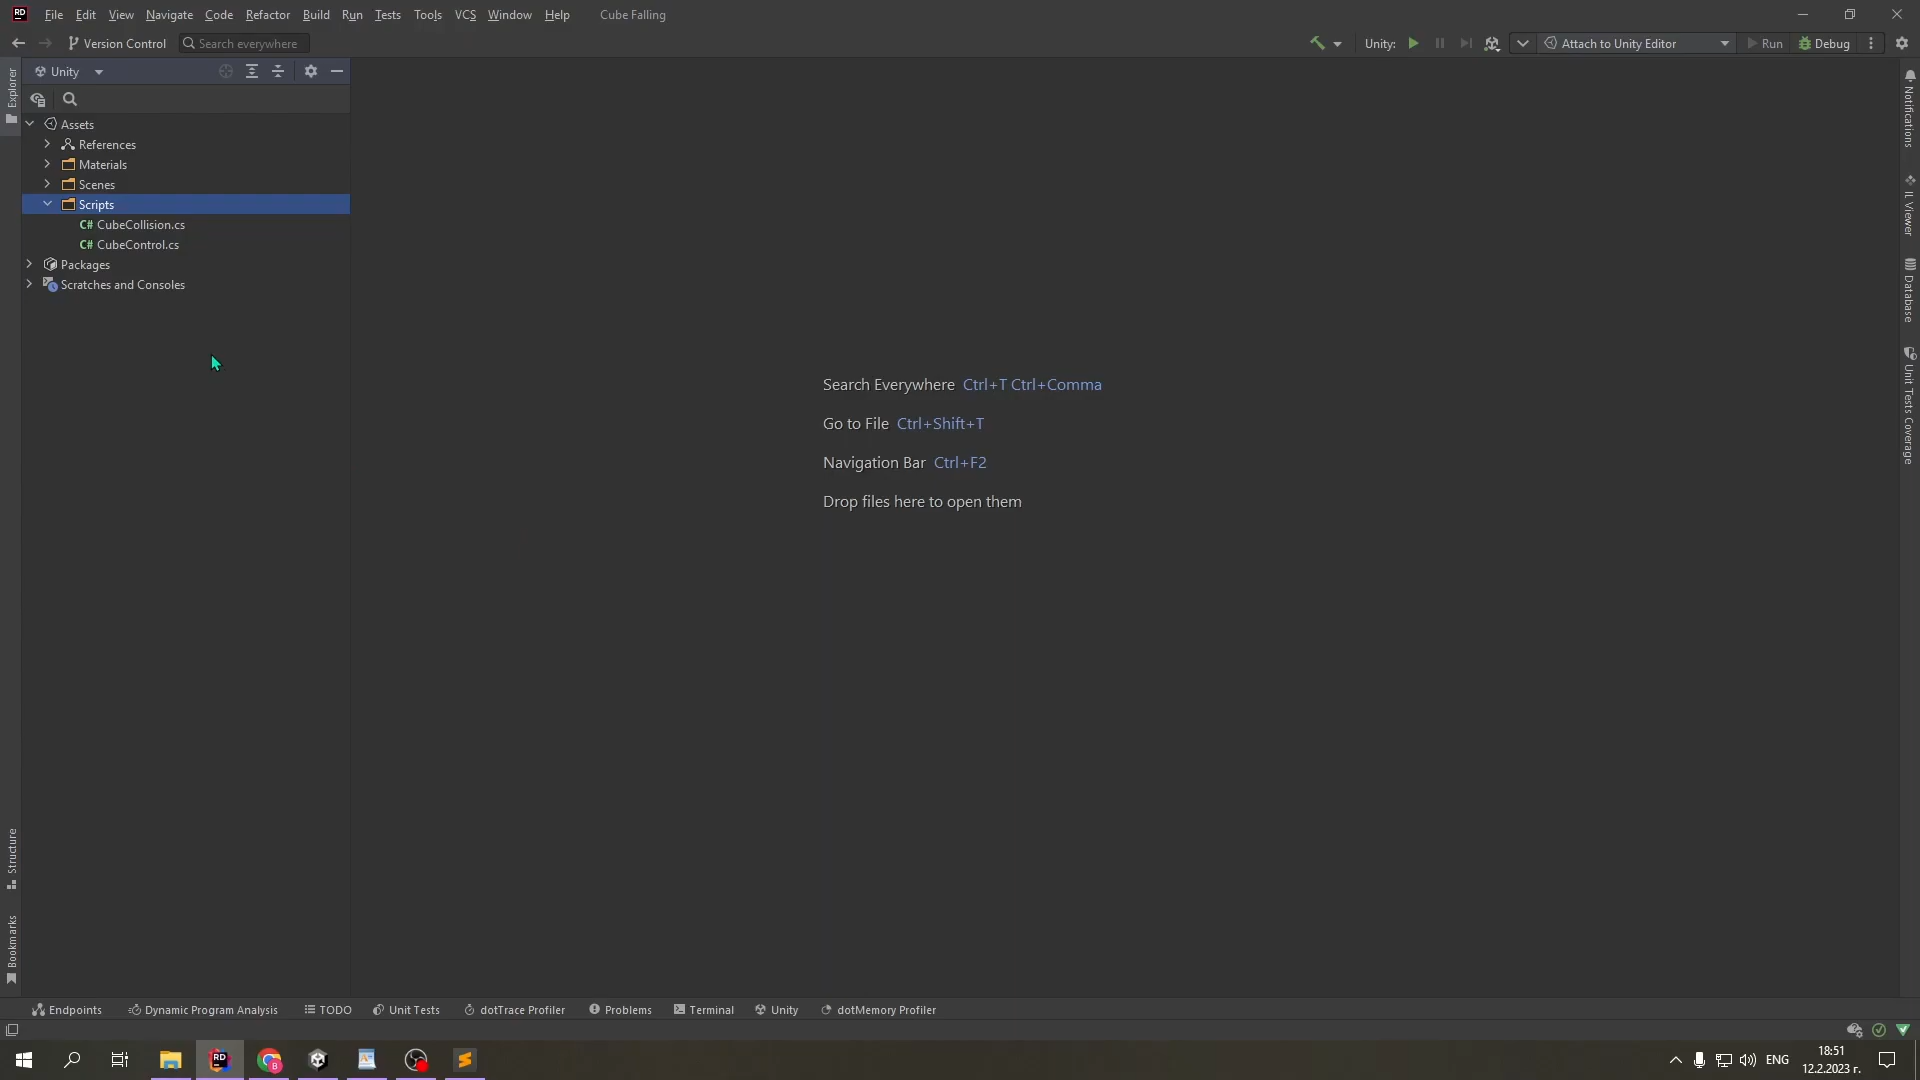 RD File Edit View Navigate Code Refactor Build Run Tests Tools VCS Window Help Cube Falling
Version Control Search everywhere Unity: Attach to Unity Editor Run Debug
Unity
Explorer
Assets
References
Materials
Scenes
Scripts
C# CubeCollision.cs
C# CubeControl.cs
Packages
Scratches and Consoles
Search Everywhere Ctrl+T Ctrl+Comma
Go to File Ctrl+Shift+T
Navigation Bar Ctrl+F2
Drop files here to open them
Notifications
IL Viewer
Database
Unit Tests Coverage
Structure
Bookmarks
Endpoints Dynamic Program Analysis TODO Unit Tests dotTrace Profiler Problems Terminal Unity dotMemory Profiler
RD B S ENG
18:51
12.2.2023 г.